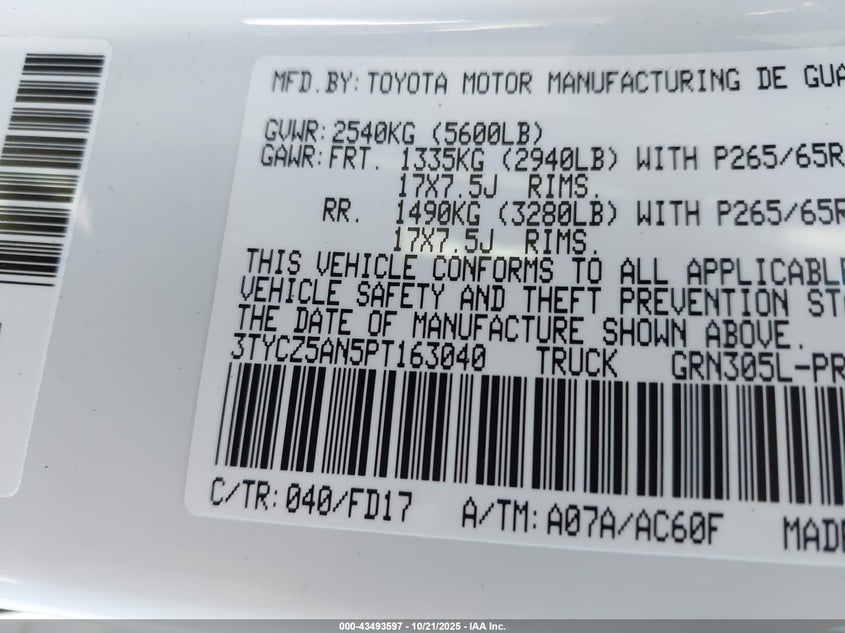 MFD.BY: TOYOTA MOTOR MANUFACTURING DE GUA
GVWR: 2540KG (5600LB)
GAWR: FRT. 1335KG (2940LB) WITH P265/65R
17X7.5J RIMS.
RR. 1490KG (3280LB) WITH P265/65R
17X7.5J RIMS.
THIS VEHICLE CONFORMS TO ALL APPLICABLE
VEHICLE SAFETY AND THEFT PREVENTION STA
THE DATE OF MANUFACTURE SHOWN ABOVE.
3TYCZ5AN5PT163040 TRUCK GRN305L-PR
C/TR: 040/FD17 A/TM: A07A/AC60F MADE
000-43493597 - 10/21/2025 - IAA Inc.